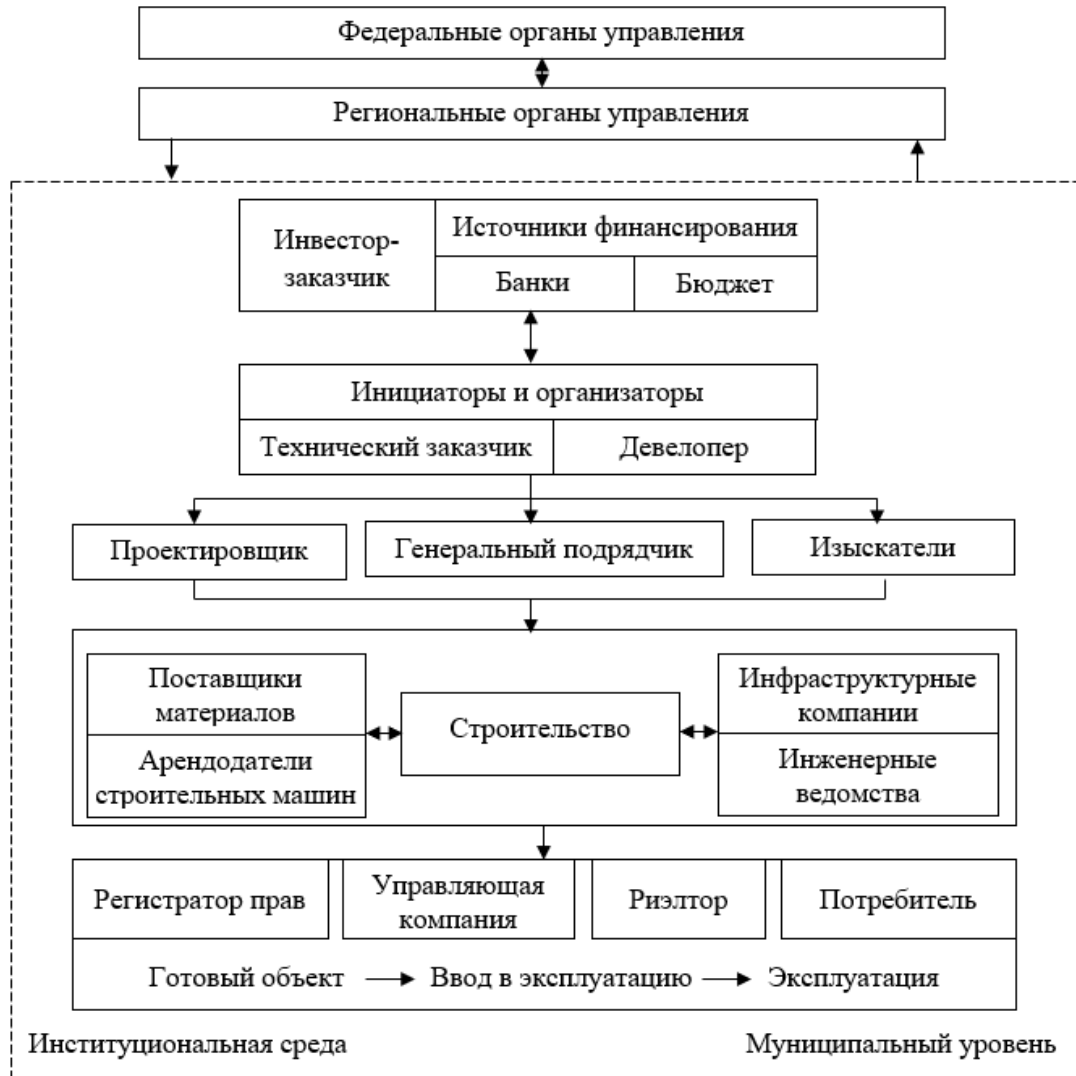 Федеральные органы управления
Региональные органы управления
Инвестор-
заказчик
Источники финансирования
Банки
Бюджет
Инициаторы и организаторы
Технический заказчик
Девелопер
Проектировщик
Генеральный подрядчик
Изыскатели
Поставщики
материалов
Арендодатели
строительных машин
Строительство
Инфраструктурные
компании
Инженерные
ведомства
Регистратор прав
Управляющая
компания
Риэлтор
Потребитель
Готовый объект
Ввод в эксплуатацию
Эксплуатация
Институциональная среда
Муниципальный уровень